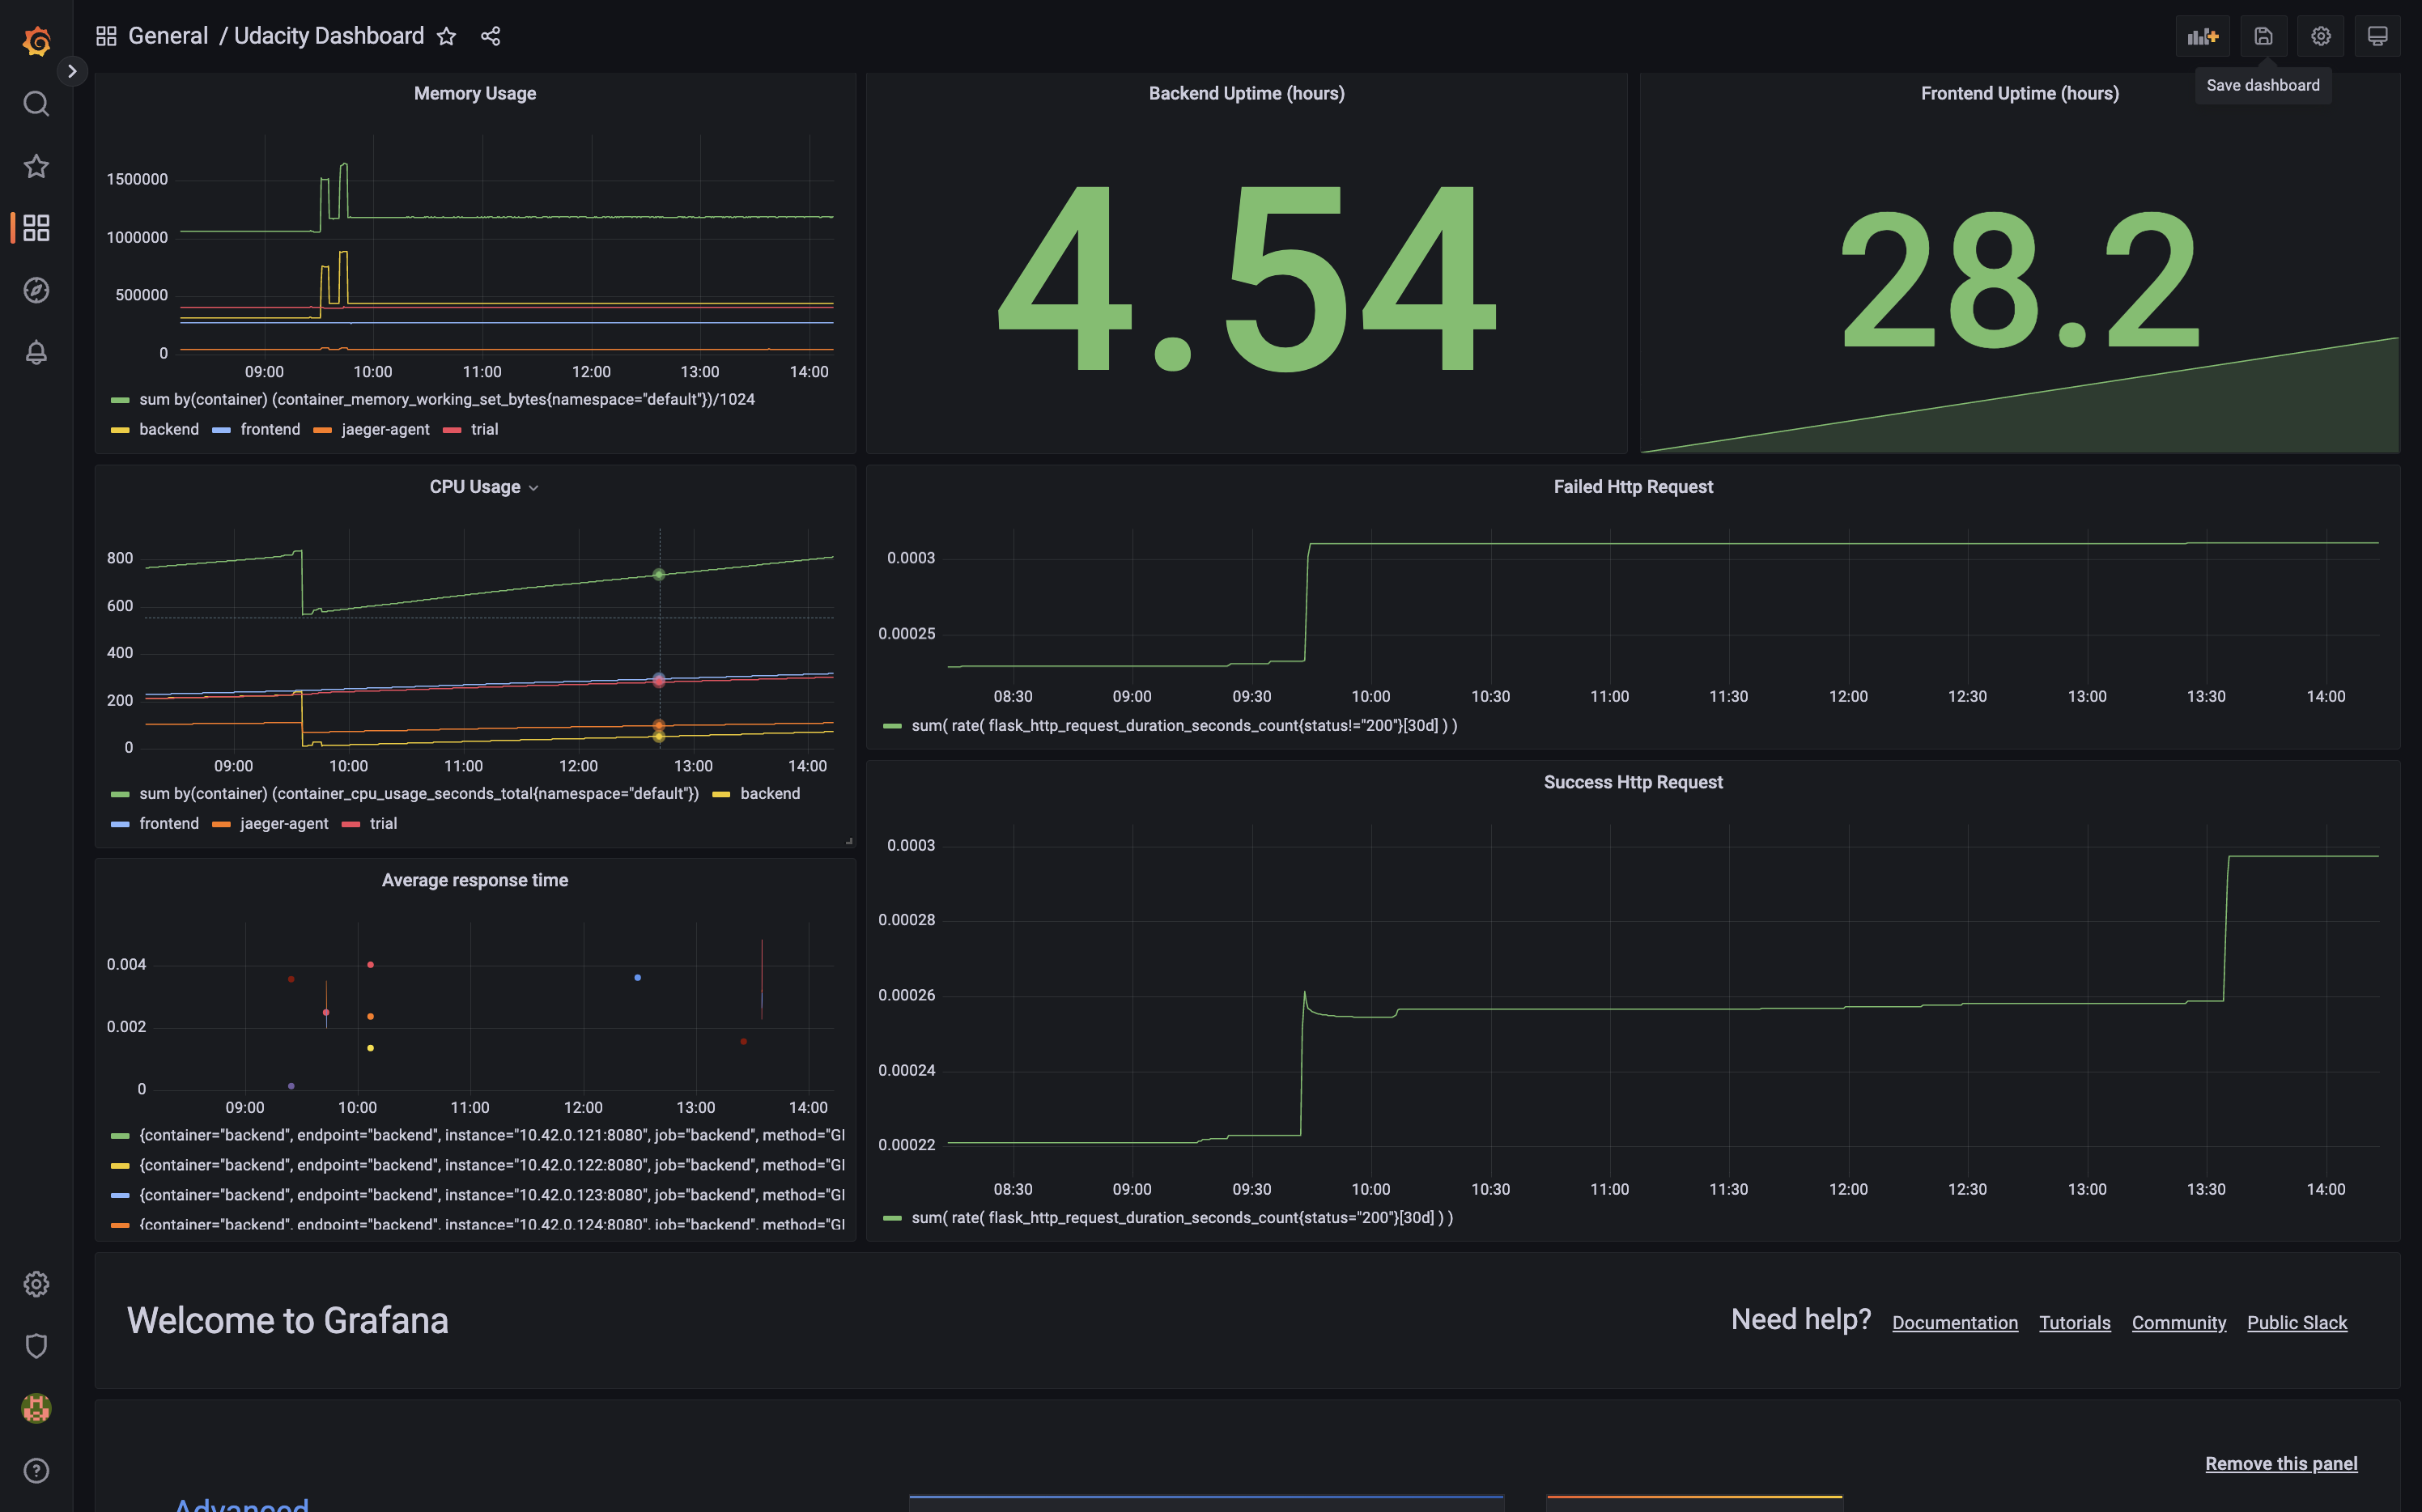 General / Udacity Dashboard
Save dashboard
Memory Usage
1500000
1000000
500000
0
09:00 10:00 11:00 12:00 13:00 14:00
sum by(container) (container_memory_working_set_bytes{namespace="default"})/1024
backend frontend jaeger-agent trial
Backend Uptime (hours)
4.54
Frontend Uptime (hours)
28.2
CPU Usage
800
600
400
200
0
09:00 10:00 11:00 12:00 13:00 14:00
sum by(container) (container_cpu_usage_seconds_total{namespace="default"}) backend
frontend jaeger-agent trial
Failed Http Request
0.0003
0.00025
08:30 09:00 09:30 10:00 10:30 11:00 11:30 12:00 12:30 13:00 13:30 14:00
sum( rate( flask_http_request_duration_seconds_count{status!="200"}[30d] ) )
Average response time
0.004
0.002
0
09:00 10:00 11:00 12:00 13:00 14:00
{container="backend", endpoint="backend", instance="10.42.0.121:8080", job="backend", method="GI
{container="backend", endpoint="backend", instance="10.42.0.122:8080", job="backend", method="GI
{container="backend", endpoint="backend", instance="10.42.0.123:8080", job="backend", method="GI
{container="backend", endpoint="backend", instance="10.42.0.124:8080", job="backend", method="GI
Success Http Request
0.0003
0.00028
0.00026
0.00024
0.00022
08:30 09:00 09:30 10:00 10:30 11:00 11:30 12:00 12:30 13:00 13:30 14:00
sum( rate( flask_http_request_duration_seconds_count{status="200"}[30d] ) )
Welcome to Grafana
Need help? Documentation Tutorials Community Public Slack
Remove this panel
Advanced